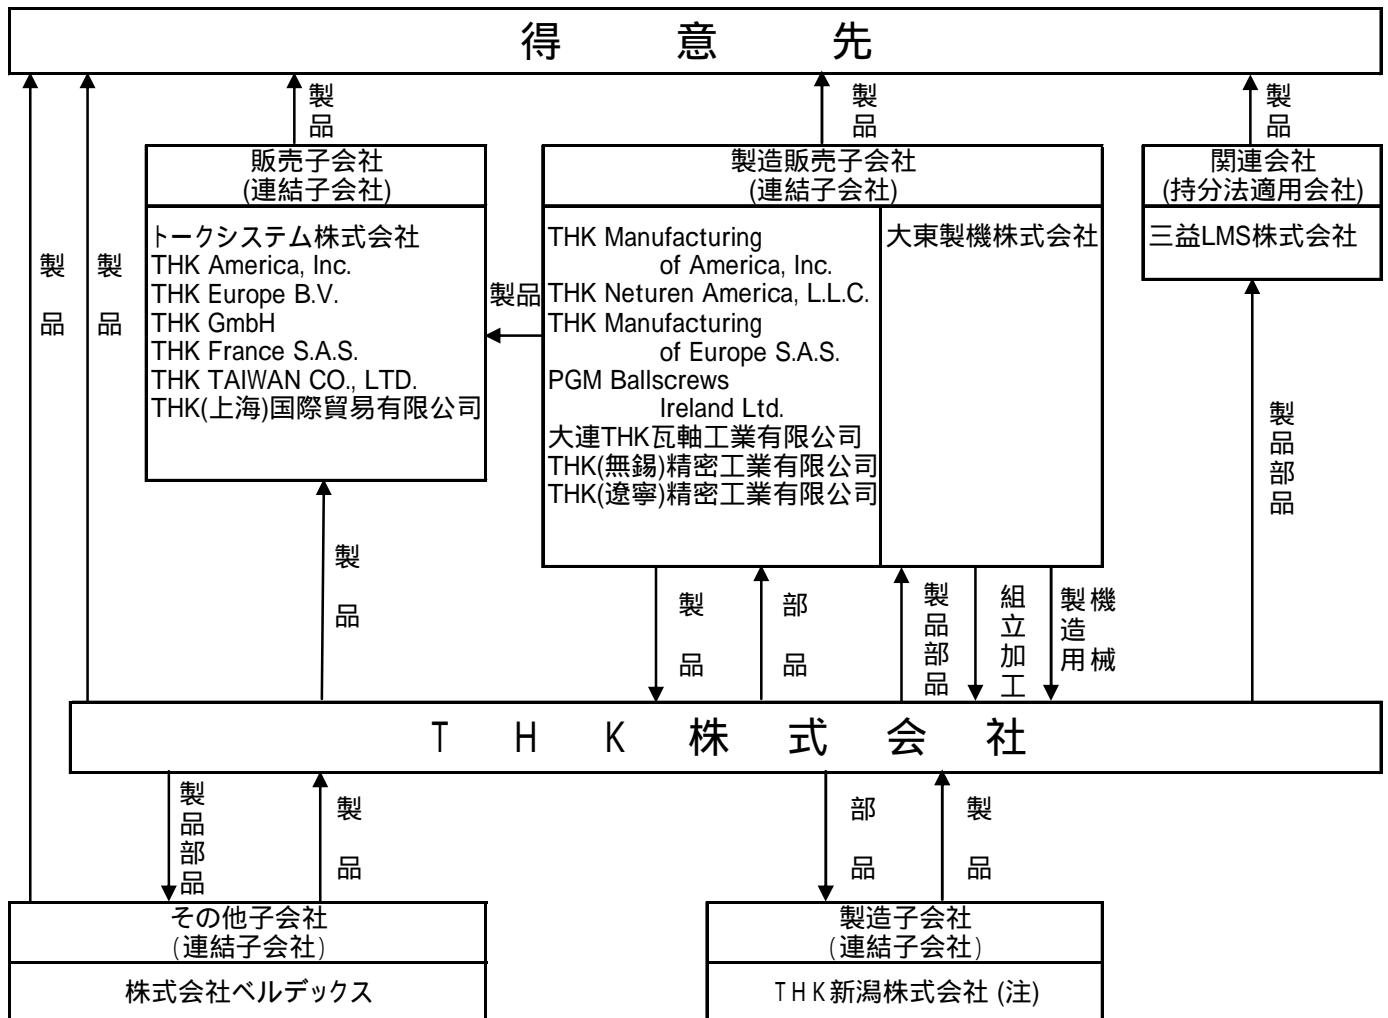 得意先
製品
製品
製品
製品
製品
販売子会社
(連結子会社)
トークシステム株式会社
THK America, Inc.
THK Europe B.V.
THK GmbH
THK France S.A.S.
THK TAIWAN CO., LTD.
THK(上海)国際貿易有限公司
製品
製造販売子会社
(連結子会社)
THK Manufacturing
of America, Inc.
THK Neturen America, L.L.C.
THK Manufacturing
of Europe S.A.S.
PGM Ballscrews
Ireland Ltd.
大連THK瓦軸工業有限公司
THK(無錫)精密工業有限公司
THK(遼寧)精密工業有限公司
大東製機株式会社
関連会社
(持分法適用会社)
三益LMS株式会社
製品
製品
部品
製品部品
組立加工
製造用
機械
製品部品
THK株式会社
製品部品
製品
部品
製品
その他子会社
(連結子会社)
株式会社ベルデックス
製造子会社
(連結子会社)
THK新潟株式会社 (注)